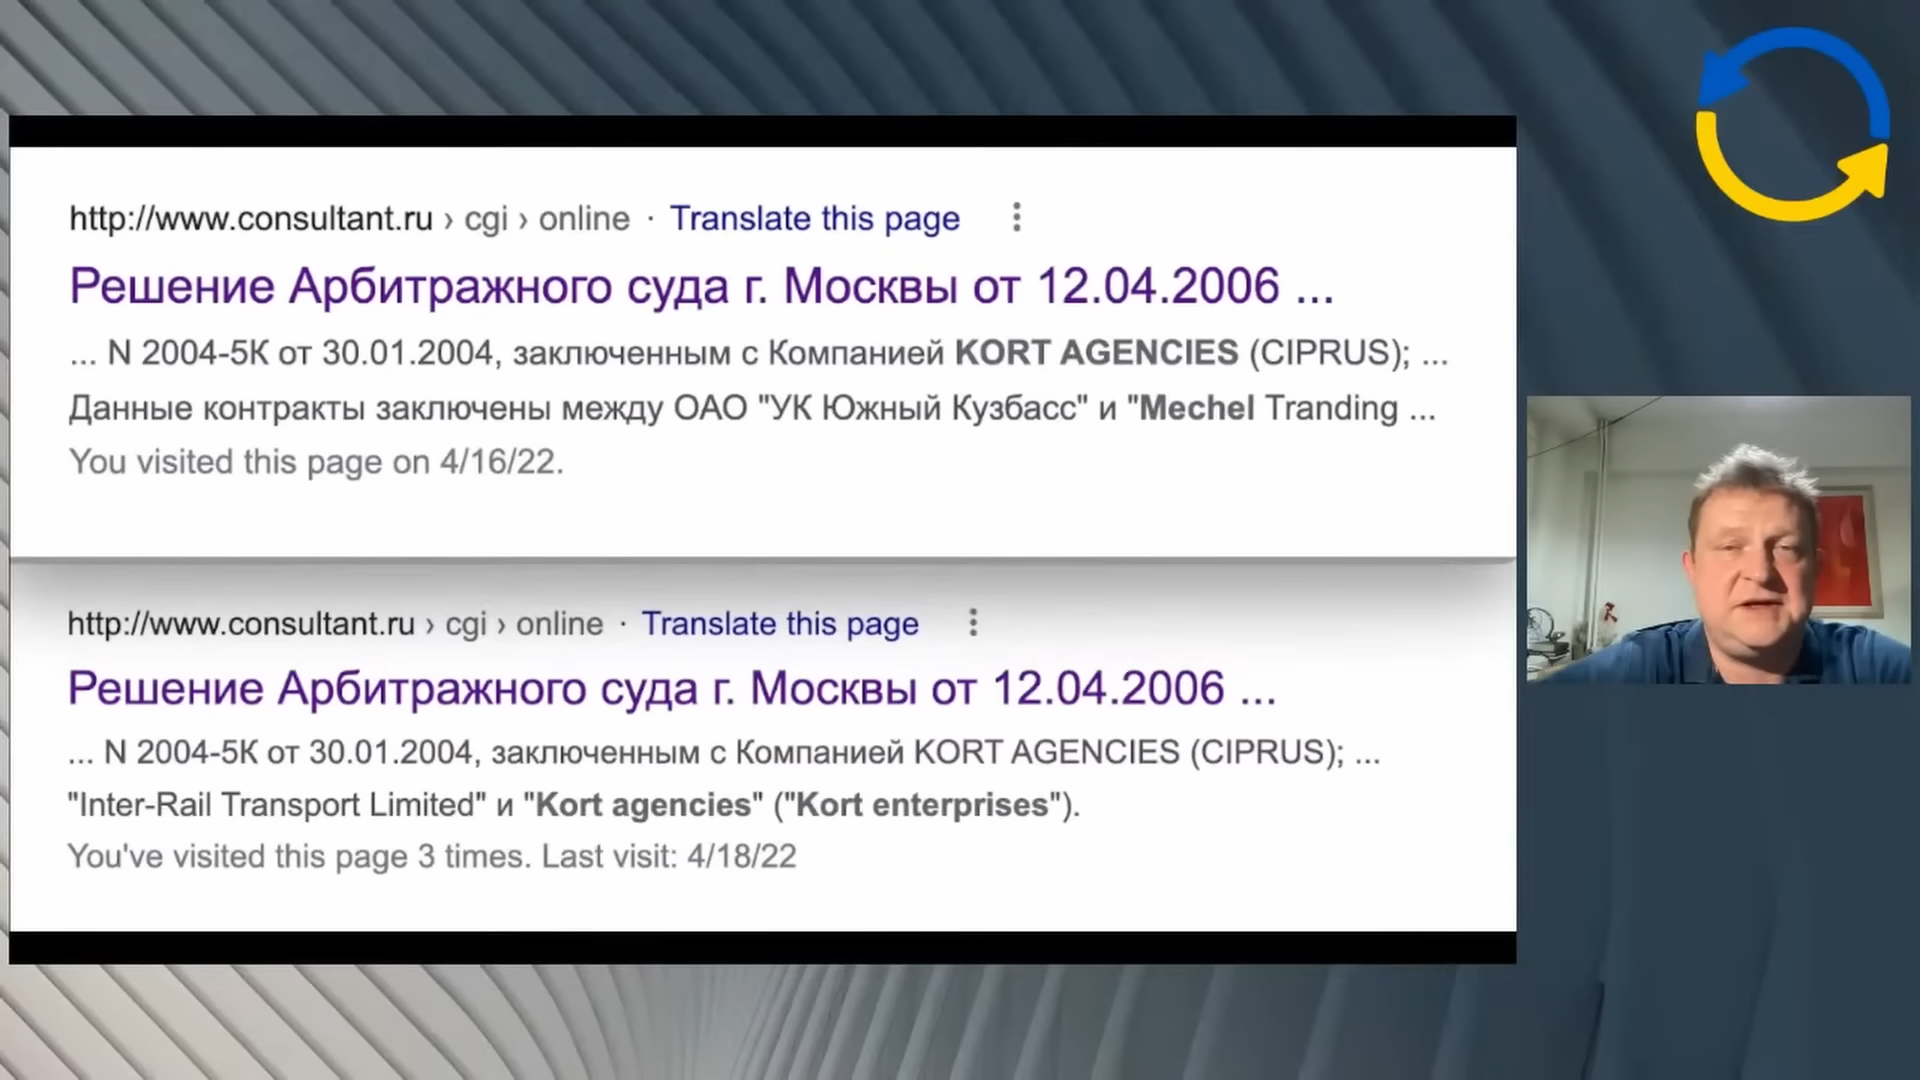 http://www.consultant.ru › cgi › online · Translate this page
Решение Арбитражного суда г. Москвы от 12.04.2006 ...
... N 2004-5К от 30.01.2004, заключенным с Компанией KORT AGENCIES (CIPRUS); ...
Данные контракты заключены между ОАО "УК Южный Кузбасс" и "Mechel Tranding ...
You visited this page on 4/16/22.
http://www.consultant.ru › cgi › online · Translate this page
Решение Арбитражного суда г. Москвы от 12.04.2006 ...
... N 2004-5К от 30.01.2004, заключенным с Компанией KORT AGENCIES (CIPRUS); ...
"Inter-Rail Transport Limited" и "Kort agencies" ("Kort enterprises").
You've visited this page 3 times. Last visit: 4/18/22